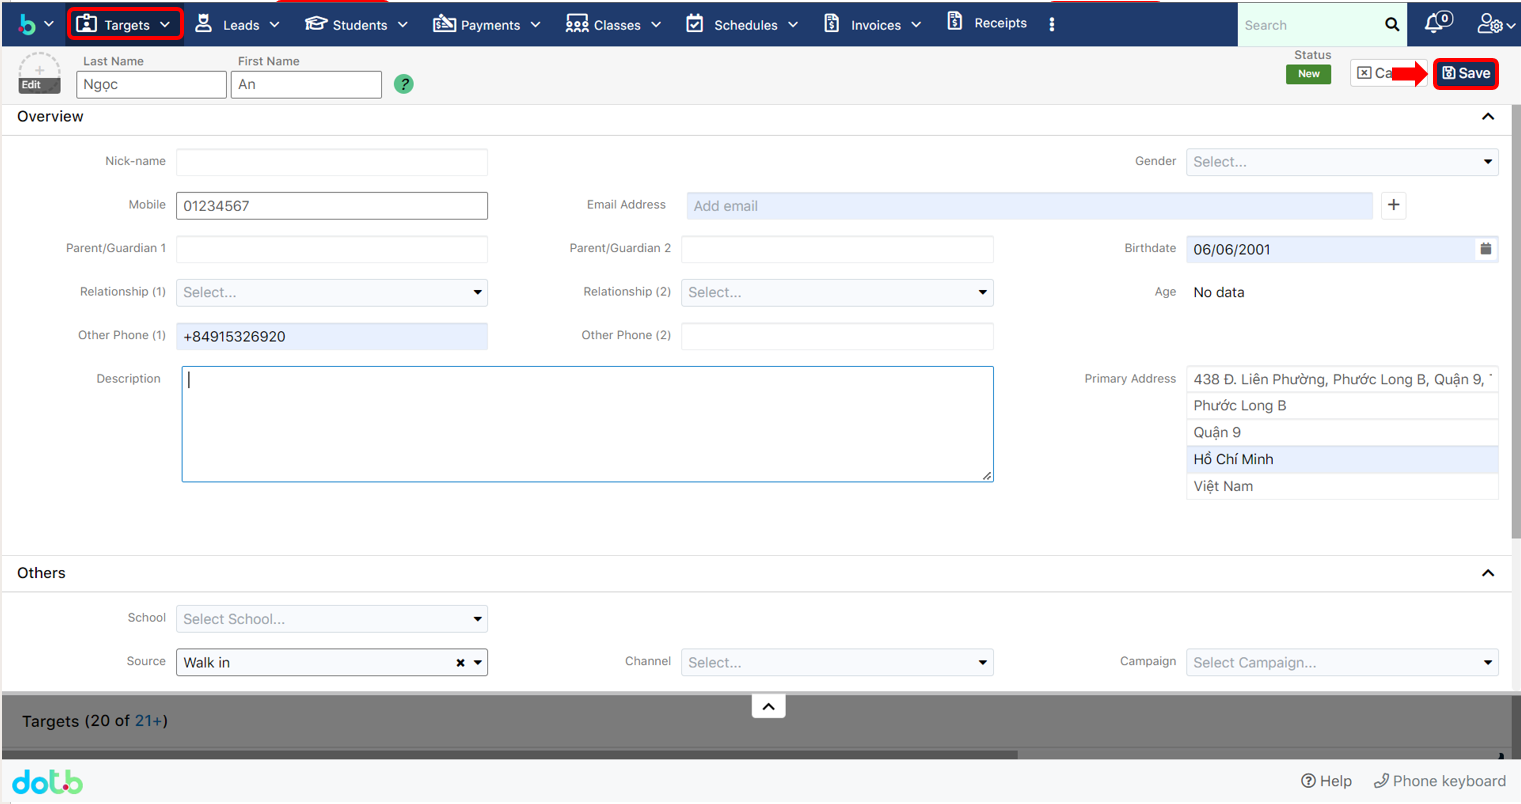 b Targets Leads Students Payments Classes Schedules Invoices Receipts Search 0
Last Name First Name Status
Edit Ngọc An ? New Ca Save
Overview
Nick-name Gender Select...
Mobile 01234567 Email Address Add email +
Parent/Guardian 1 Parent/Guardian 2 Birthdate 06/06/2001
Relationship (1) Select... Relationship (2) Select... Age No data
Other Phone (1) +84915326920 Other Phone (2)
Description Primary Address 438 Đ. Liên Phường, Phước Long B, Quận 9,
Phước Long B
Quận 9
Hồ Chí Minh
Việt Nam
Others
School Select School...
Source Walk in Channel Select... Campaign Select Campaign...
Targets (20 of 21+)
dotb Help Phone keyboard